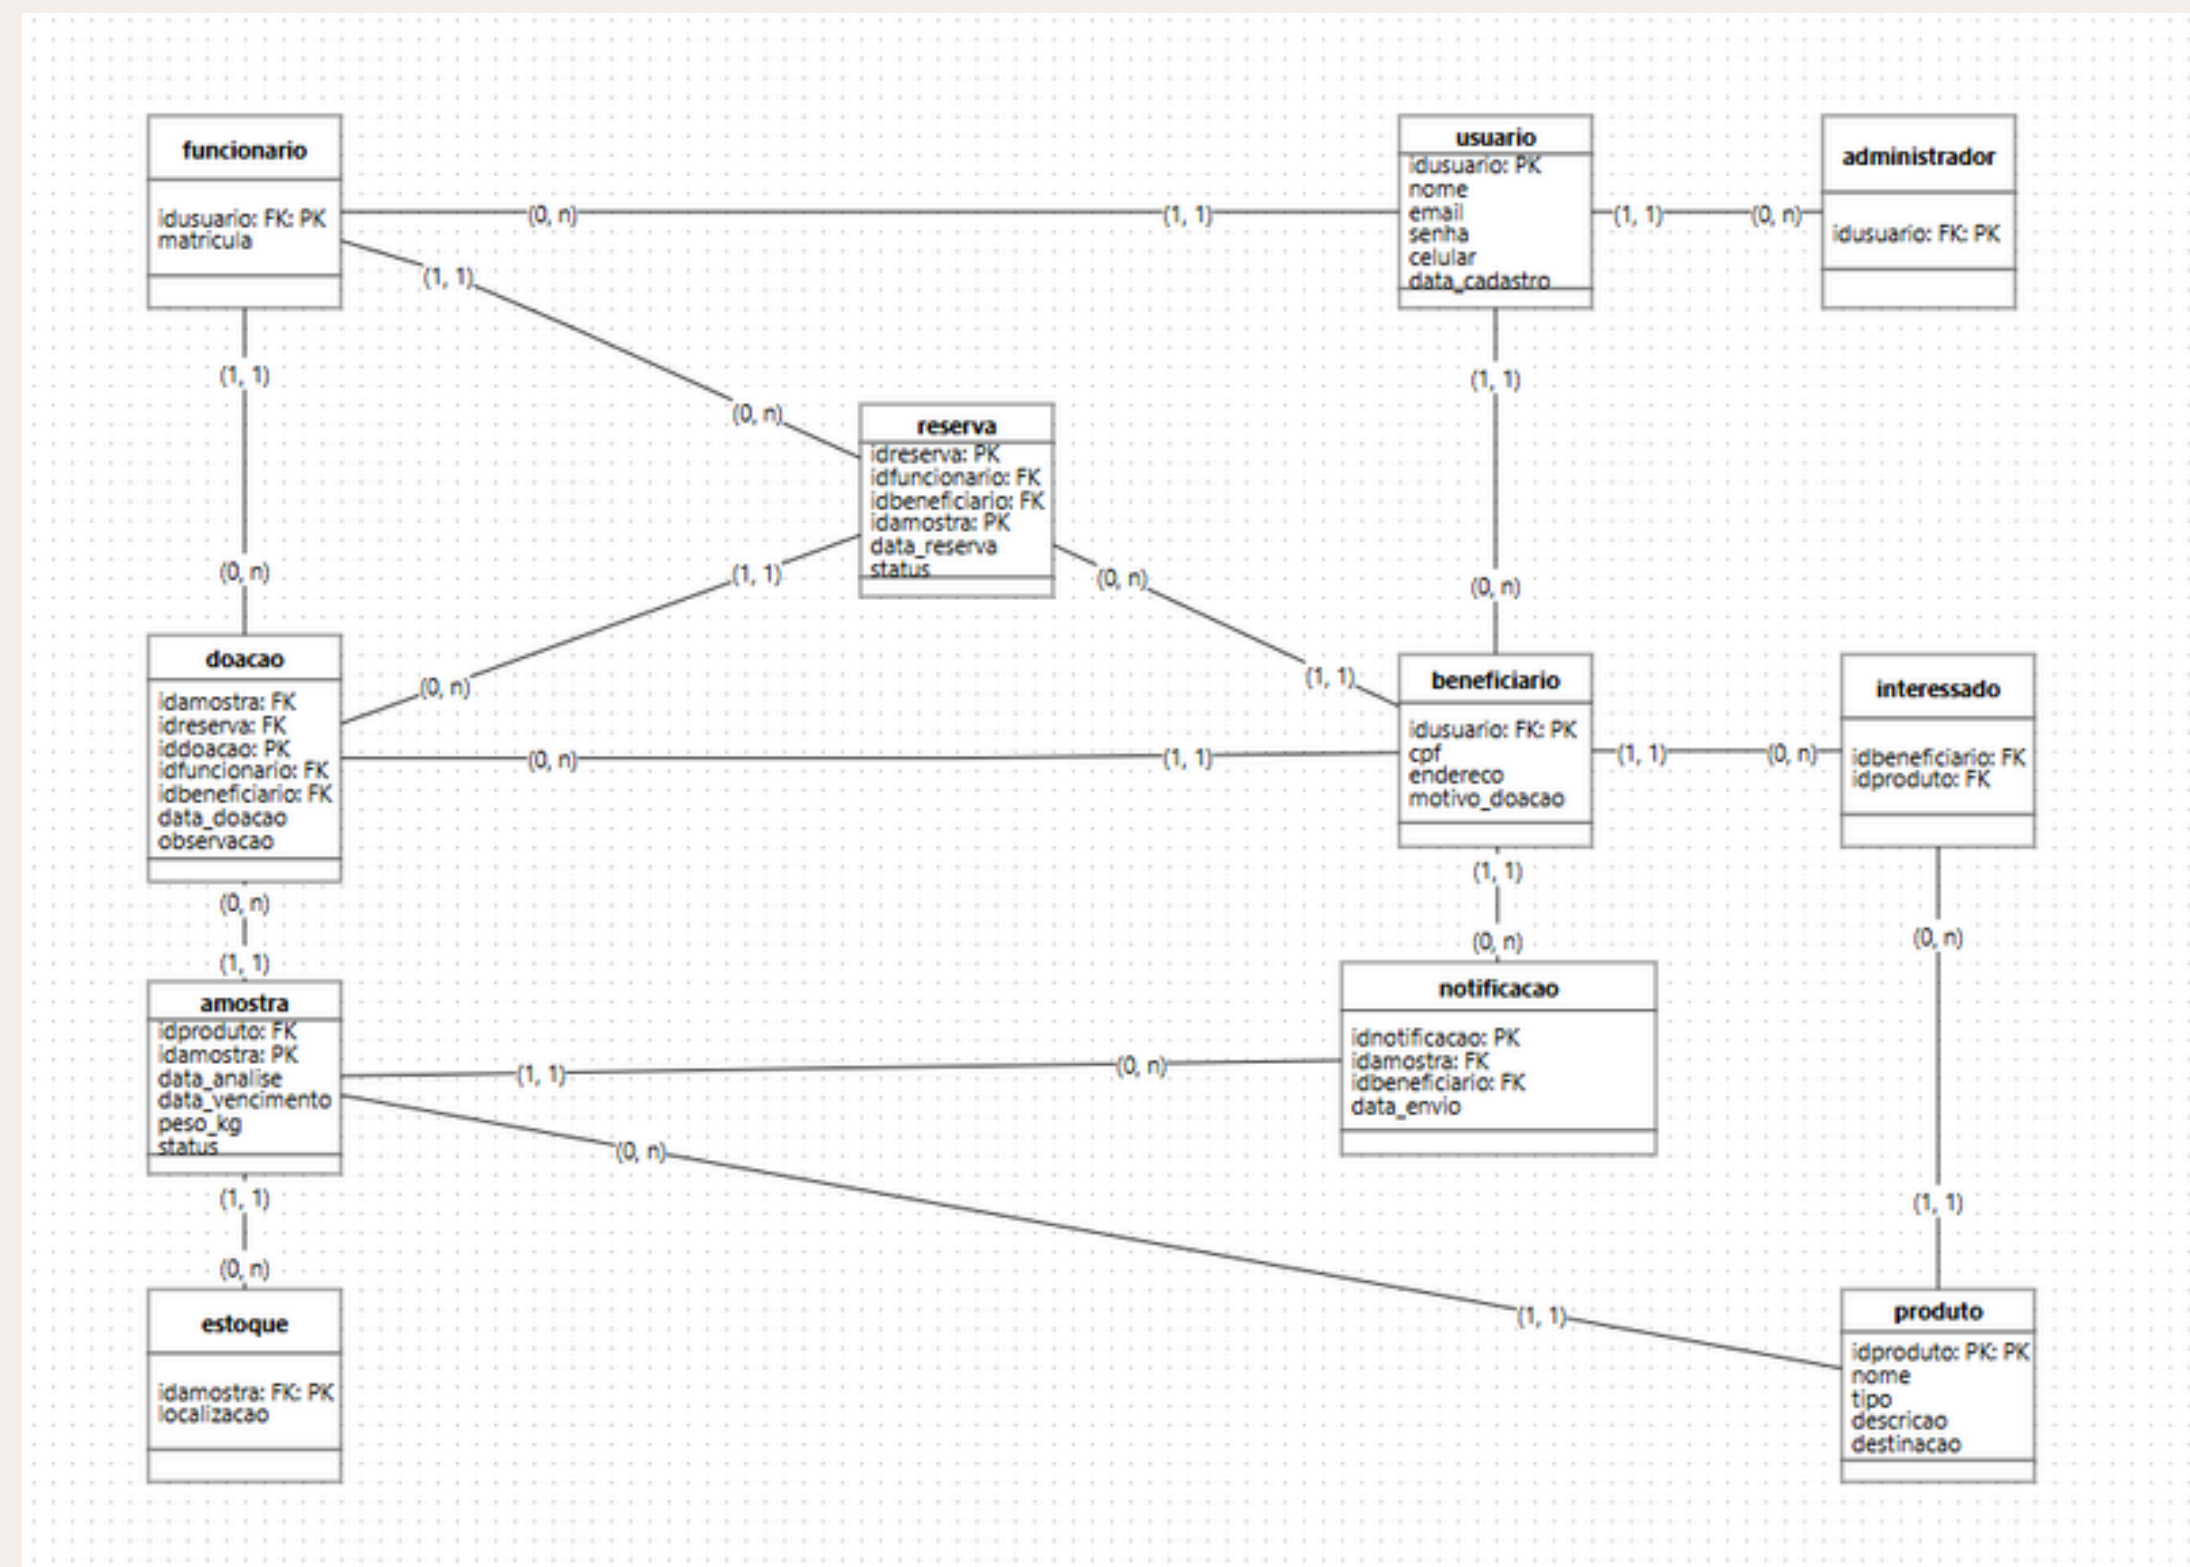 funcionario
idusuario: FK: PK
matricula
usuario
idusuario: PK
nome
email
senha
celular
data_cadastro
administrador
idusuario: FK: PK
(0, n)
(1, 1)
(1, 1)
(0, n)
(1, 1)
(1, 1)
(0, n)
(1, 1)
(0, n)
(0, n)
reserva
idreserva: PK
idfuncionario: FK
idbeneficiario: FK
idamostra: PK
data_reserva
status
(1, 1)
(0, n)
(0, n)
(1, 1)
doacao
idamostra: FK
idreserva: FK
iddoacao: PK
idfuncionario: FK
idbeneficiario: FK
data_doacao
observacao
(0, n)
(1, 1)
beneficiario
idusuario: FK: PK
cpf
endereco
motivo_doacao
(1, 1)
(0, n)
interessado
idbeneficiario: FK
idproduto: FK
(0, n)
(1, 1)
(1, 1)
(0, n)
(0, n)
(1, 1)
amostra
idproduto: FK
idamostra: PK
data_analise
data_vencimento
peso_kg
status
(1, 1)
(0, n)
notificacao
idnotificacao: PK
idamostra: FK
idbeneficiario: FK
data_envio
(0, n)
(1, 1)
(1, 1)
(0, n)
estoque
idamostra: FK: PK
localizacao
produto
idproduto: PK: PK
nome
tipo
descricao
destinacao